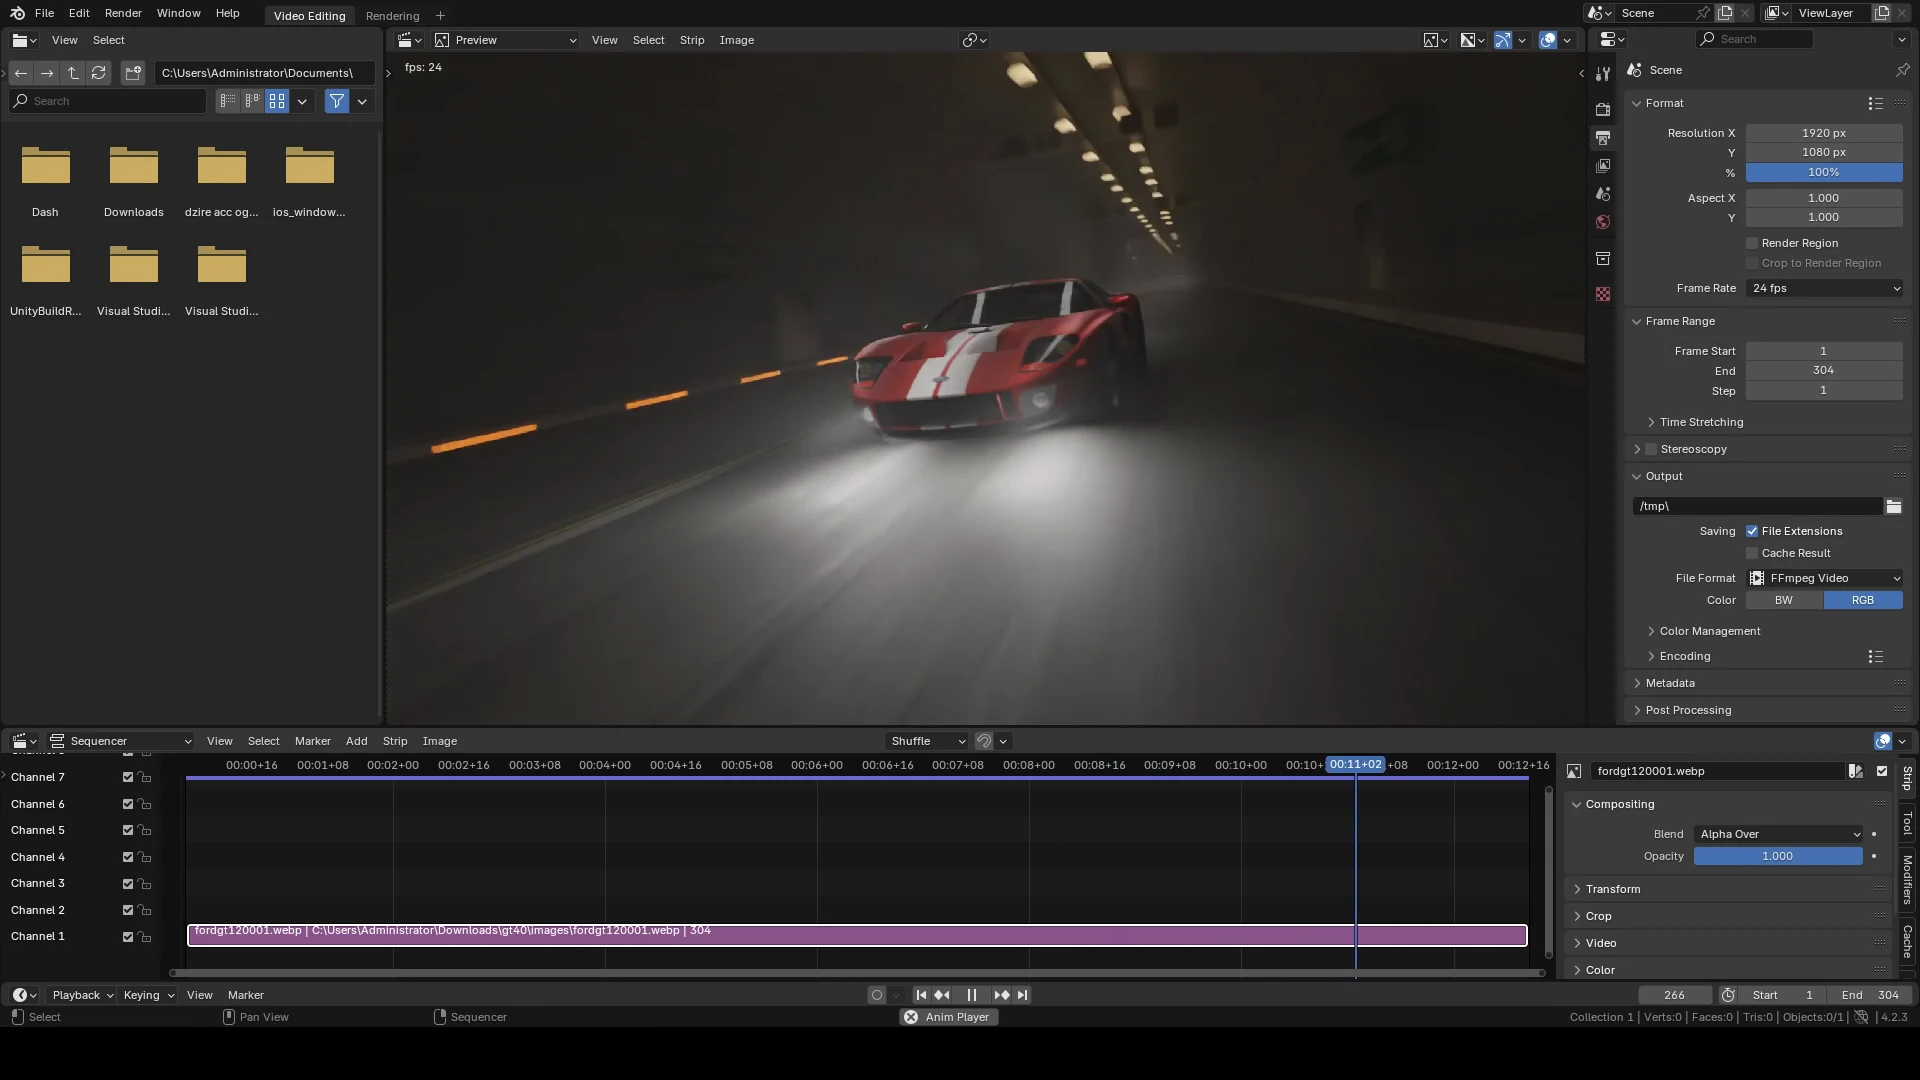 File Edit Render Window Help Video Editing Rendering + Scene ViewLayer
View Select Preview View Select Strip Image Search
C:\Users\Administrator\Documents\ fps: 24 Scene
Search
Format
Resolution X 1920 px
Y 1080 px
% 100%
Aspect X 1.000
Y 1.000
Dash Downloads dzire acc og... ios_window...
Render Region
Crop to Render Region
Frame Rate 24 fps
UnityBuildR... Visual Studi... Visual Studi...
Frame Range
Frame Start 1
End 304
Step 1
Time Stretching
Stereoscopy
Output
/tmp\
Saving File Extensions
Cache Result
File Format FFmpeg Video
Color BW RGB
Color Management
Encoding
Metadata
Post Processing
Sequencer View Select Marker Add Strip Image Shuffle
00:00+16 00:01+08 00:02+00 00:02+16 00:03+08 00:04+00 00:04+16 00:05+08 00:06+00 00:06+16 00:07+08 00:08+00 00:08+16 00:09+08 00:10+00 00:10+ 00:11+02 +08 00:12+00 00:12+16
Channel 7
Channel 6
Channel 5
Channel 4
Channel 3
Channel 2
Channel 1
fordgt120001.webp | C:\Users\Administrator\Downloads\gt40\images\fordgt120001.webp | 304
fordgt120001.webp
Compositing
Blend Alpha Over
Opacity 1.000
Transform
Crop
Video
Color
Strip
Tool
Modifiers
Cache
Playback Keying View Marker 266 Start 1 End 304
Select Pan View Sequencer Anim Player Collection 1 | Verts:0 | Faces:0 | Tris:0 | Objects:0/1 | 4.2.3